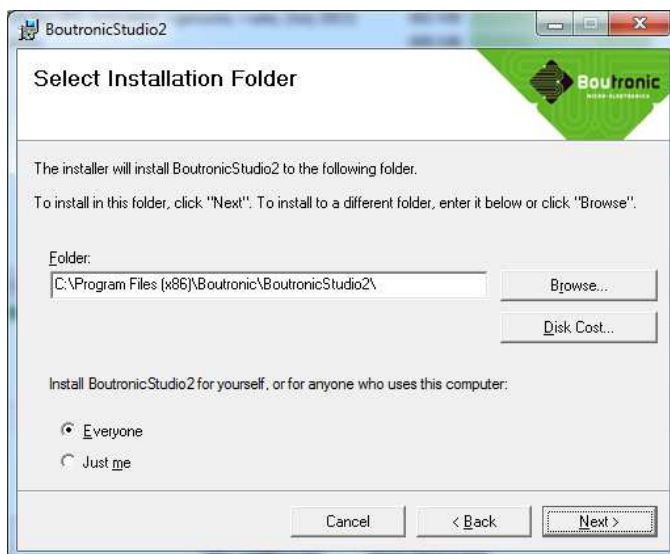 BoutronicStudio2
Select Installation Folder
Boutronic
MICRO-ELECTRONICS
The installer will install BoutronicStudio2 to the following folder.
To install in this folder, click "Next". To install to a different folder, enter it below or click "Browse".
Folder:
C:\Program Files (x86)\Boutronic\BoutronicStudio2\
Browse...
Disk Cost...
Install BoutronicStudio2 for yourself, or for anyone who uses this computer:
Everyone
Just me
Cancel
< Back
Next >